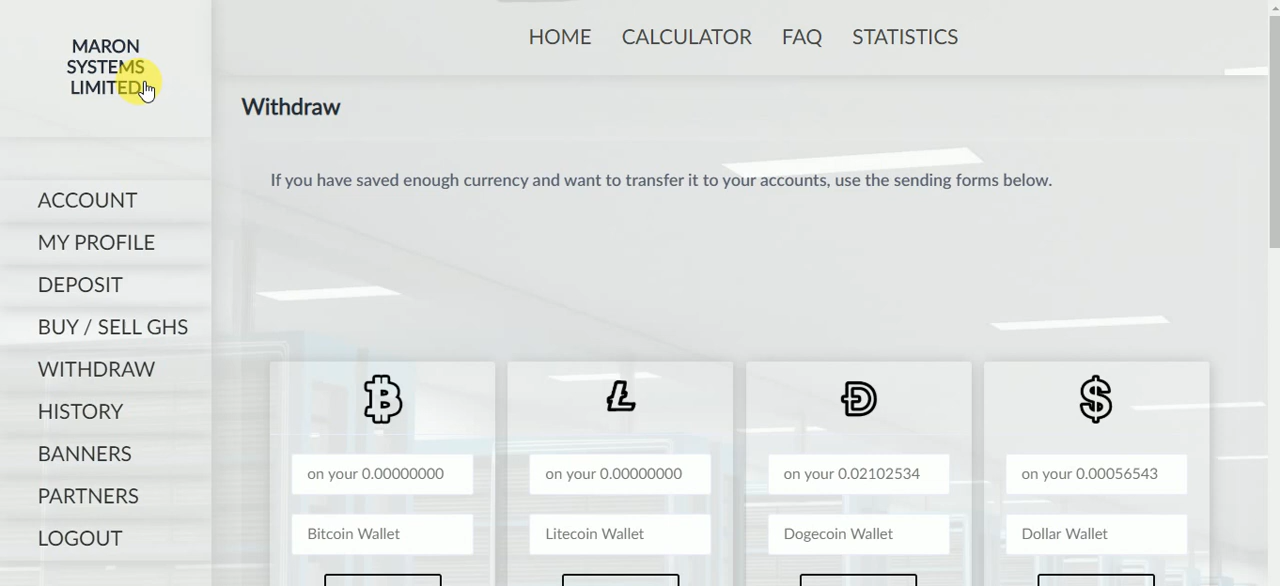 MARON
SYSTEMS
LIMITED
HOME CALCULATOR FAQ STATISTICS
Withdraw
If you have saved enough currency and want to transfer it to your accounts, use the sending forms below.
ACCOUNT
MY PROFILE
DEPOSIT
BUY / SELL GHS
WITHDRAW
HISTORY
BANNERS
PARTNERS
LOGOUT
on your 0.00000000
Bitcoin Wallet
on your 0.00000000
Litecoin Wallet
on your 0.02102534
Dogecoin Wallet
on your 0.00056543
Dollar Wallet